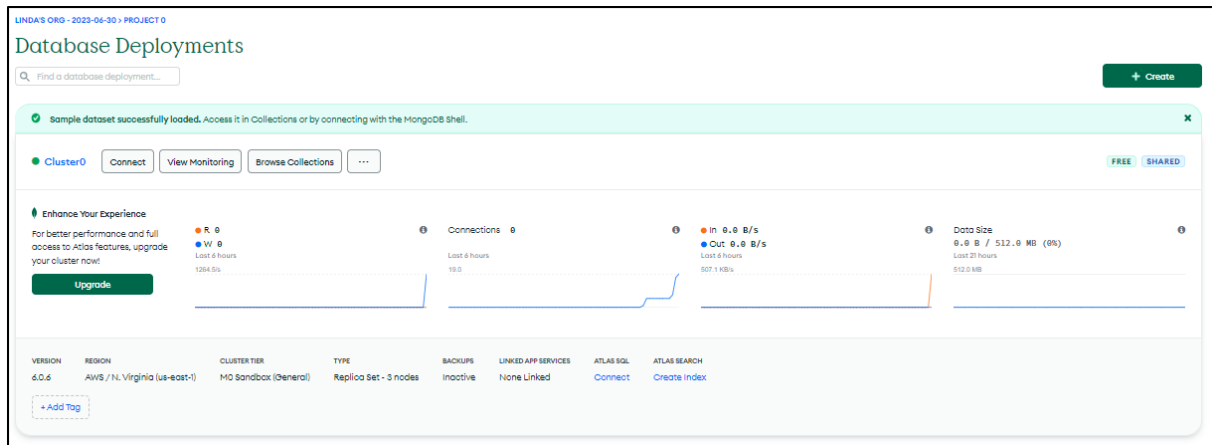 LINDA'S ORG - 2023-06-30 > PROJECT 0
Database Deployments
Find a database deployment...
+ Create
Sample dataset successfully loaded. Access it in Collections or by connecting with the MongoDB Shell.
Cluster0 Connect View Monitoring Browse Collections ...
FREE SHARED
Enhance Your Experience
For better performance and full
access to Atlas features, upgrade
your cluster now!
Upgrade
R 0
W 0
Last 6 hours
1264.5/s
Connections 0
Last 6 hours
19.0
In 0.0 B/s
Out 0.0 B/s
Last 6 hours
507.1 KB/s
Data Size
0.0 B / 512.0 MB (0%)
Last 21 hours
512.0 MB
VERSION REGION CLUSTER TIER TYPE BACKUPS LINKED APP SERVICES ATLAS SQL ATLAS SEARCH
6.0.6 AWS / N. Virginia (us-east-1) M0 Sandbox (General) Replica Set - 3 nodes Inactive None Linked Connect Create Index
+ Add Tag